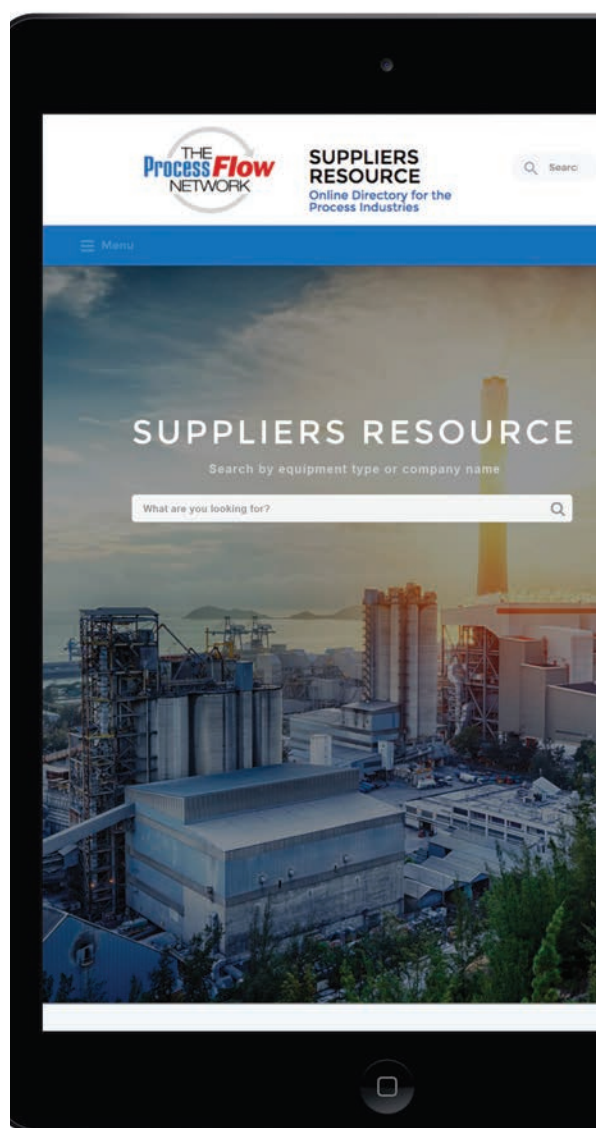 THE
Process Flow
NETWORK
SUPPLIERS
RESOURCE
Online Directory for the
Process Industries
Searc
Menu
SUPPLIERS RESOURCE
Search by equipment type or company name
What are you looking for?